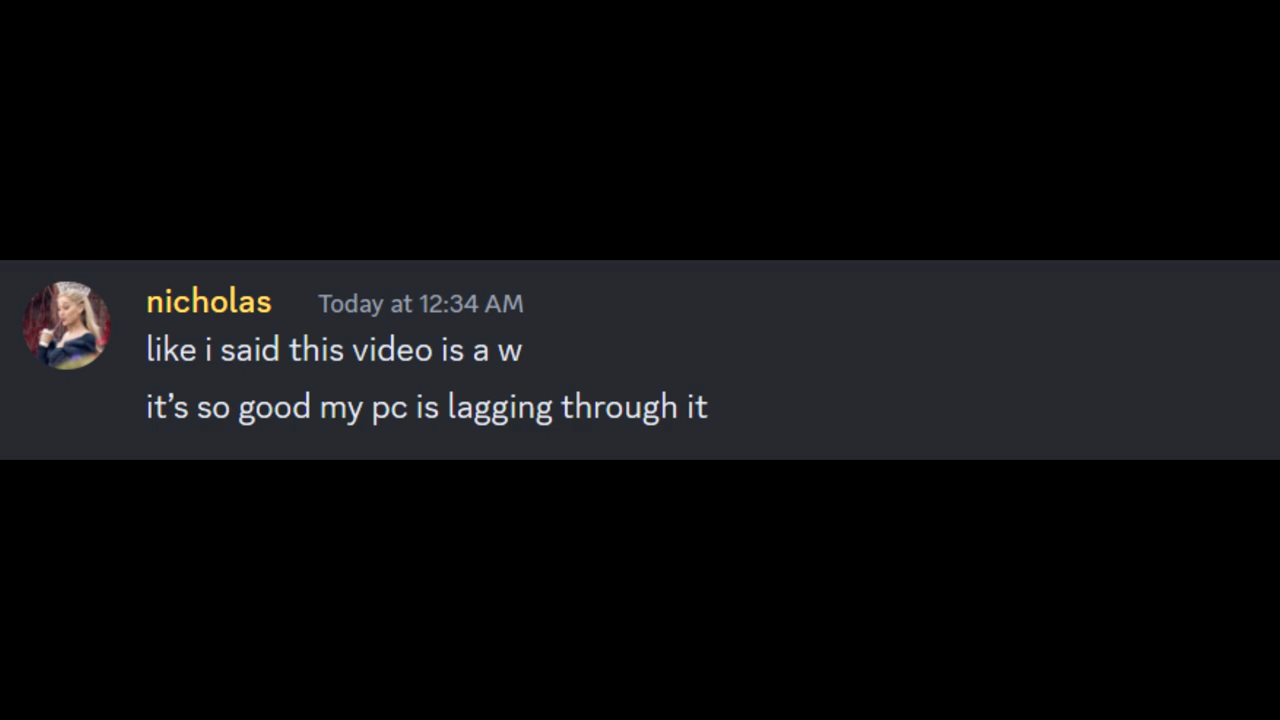 nicholas Today at 12:34 AM
like i said this video is a w
it’s so good my pc is lagging through it